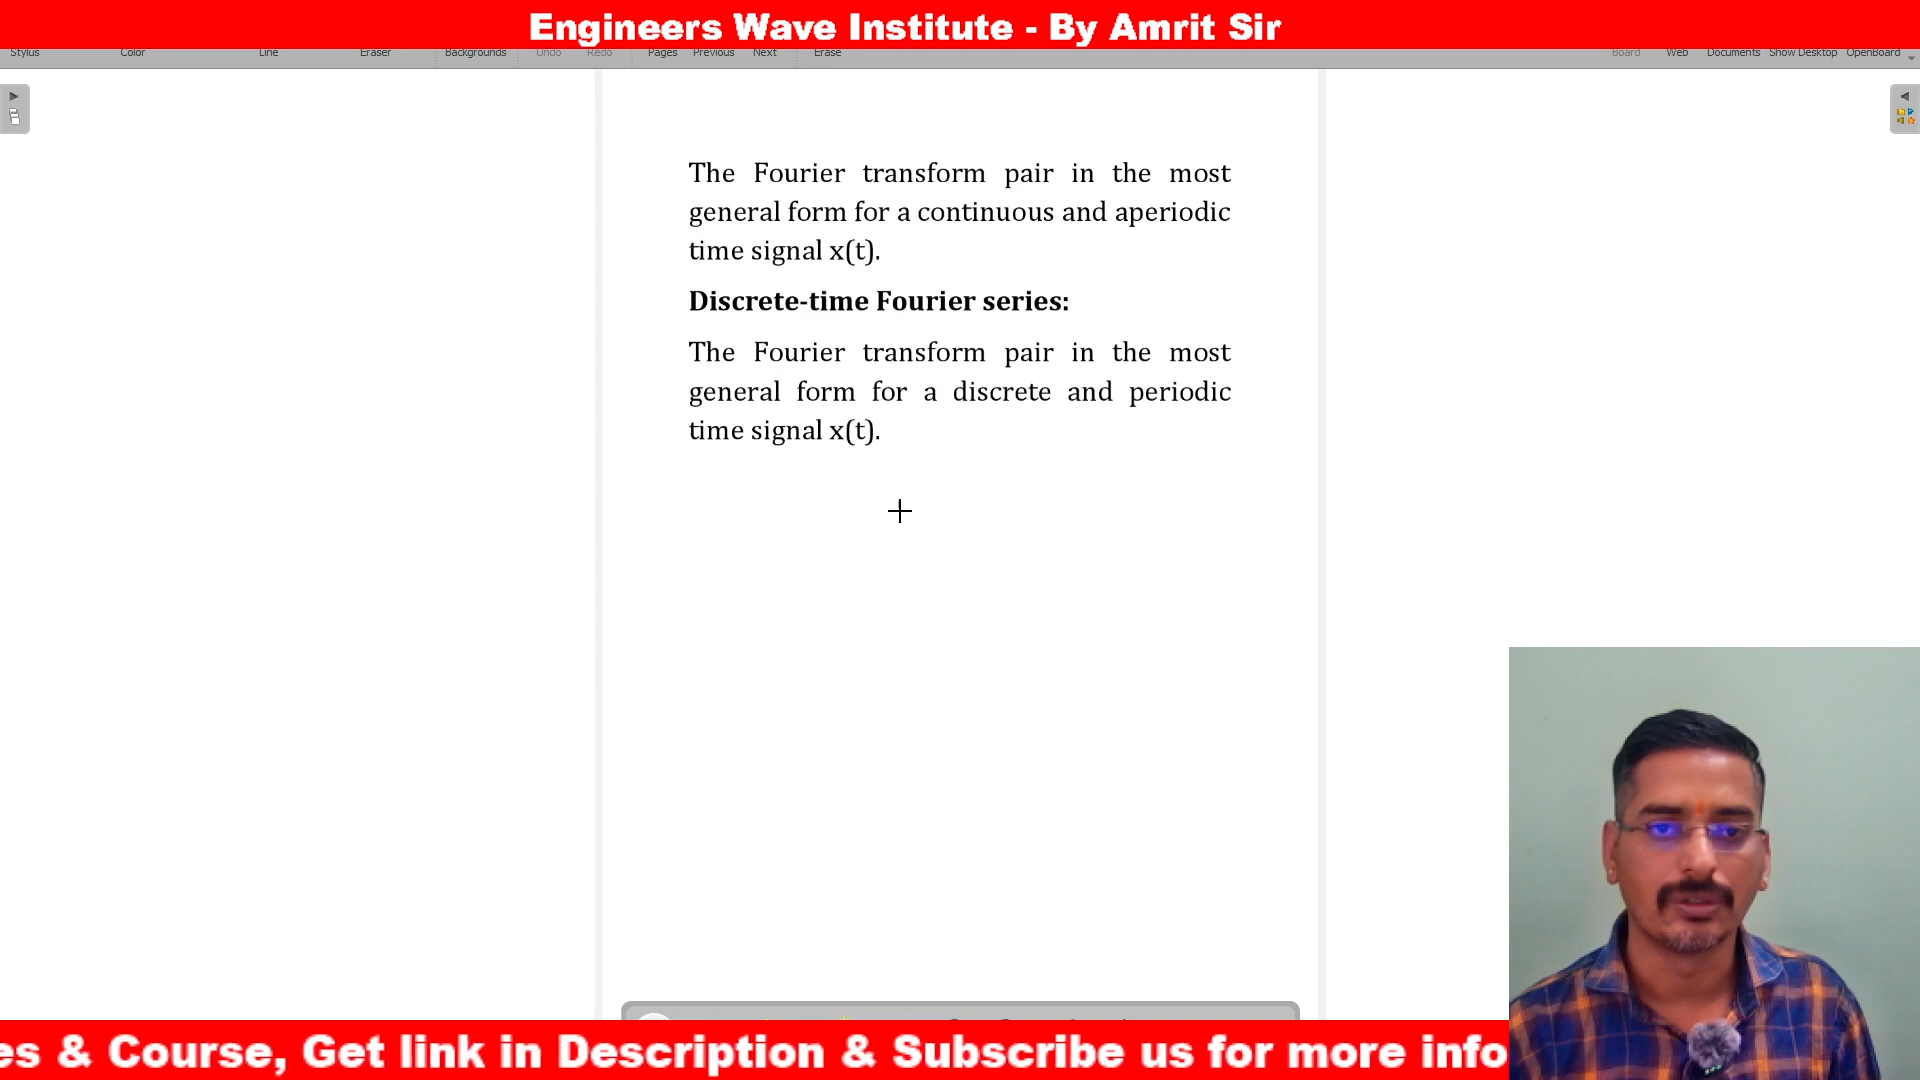 Engineers Wave Institute - By Amrit Sir
Stylus Color Line Eraser Backgrounds Undo Redo Pages Previous Next Erase Board Web Documents Show Desktop OpenBoard
The Fourier transform pair in the most
general form for a continuous and aperiodic
time signal x(t).
Discrete-time Fourier series:
The Fourier transform pair in the most
general form for a discrete and periodic
time signal x(t).
es & Course, Get link in Description & Subscribe us for more info